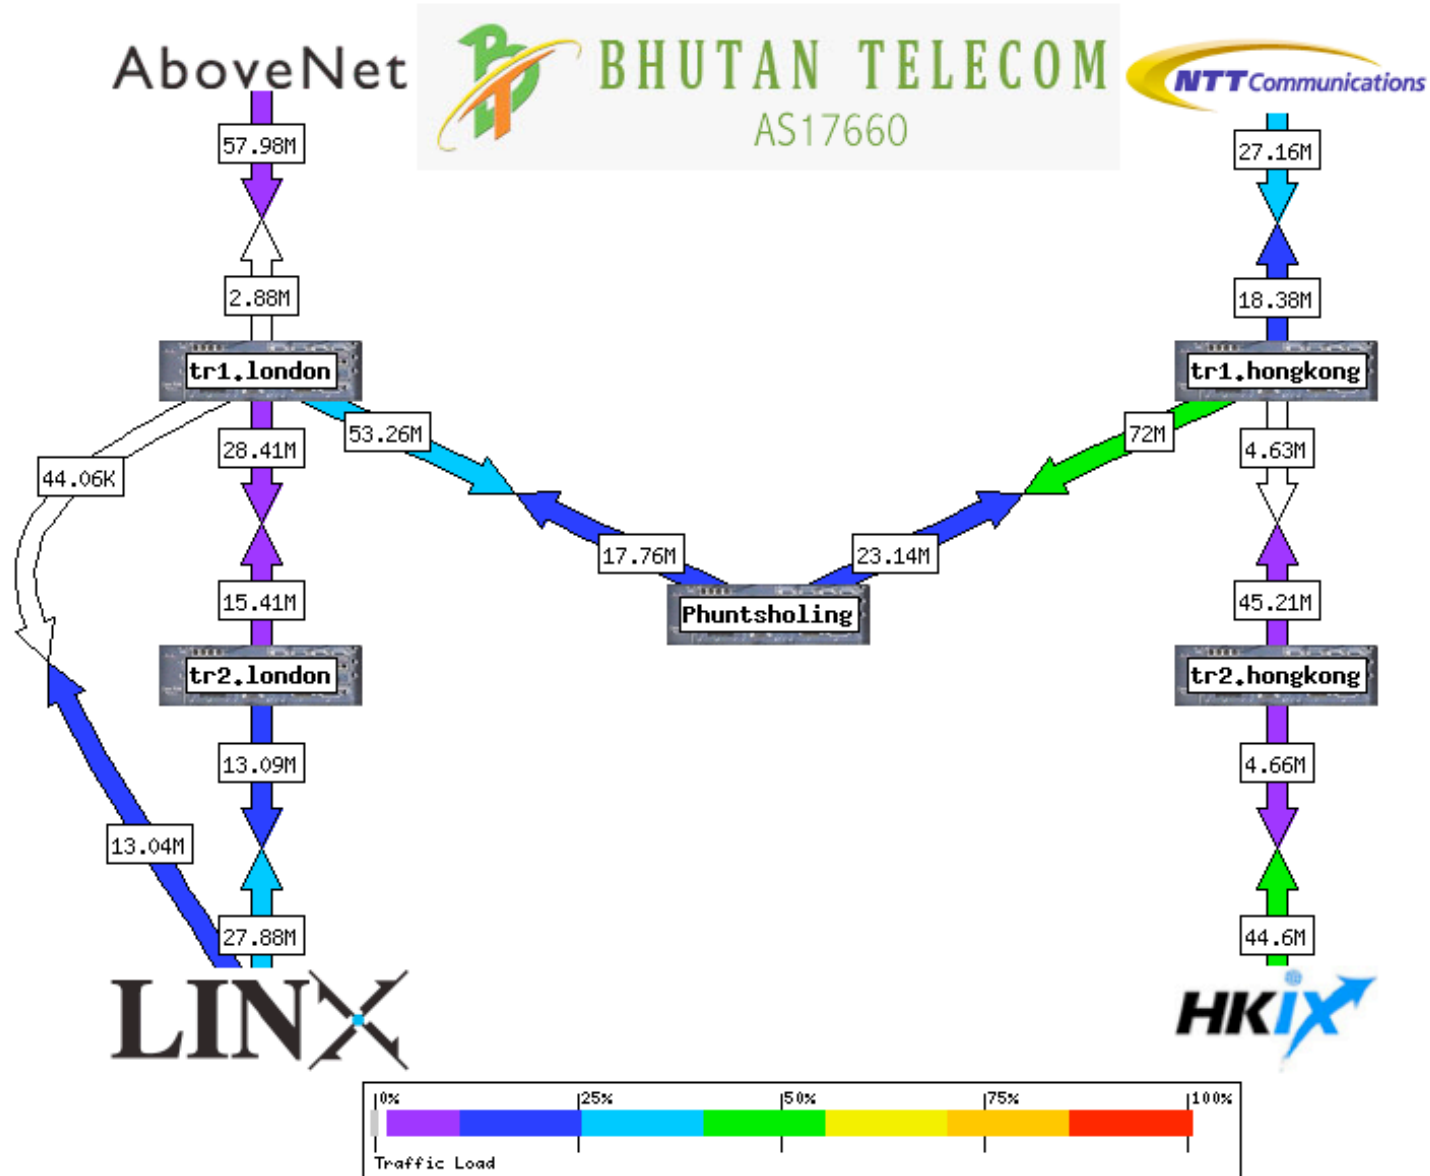 AboveNet
BHUTAN TELECOM
AS17660
NTT Communications
57.98M
27.16M
2.88M
18.38M
tr1.london
tr1.hongkong
53.26M
72M
28.41M
4.63M
44.06K
17.76M
23.14M
15.41M
45.21M
Phuntsholing
tr2.london
tr2.hongkong
13.09M
4.66M
13.04M
27.88M
44.6M
LINX
HKiX
0% 25% 50% 75% 100%
Traffic Load